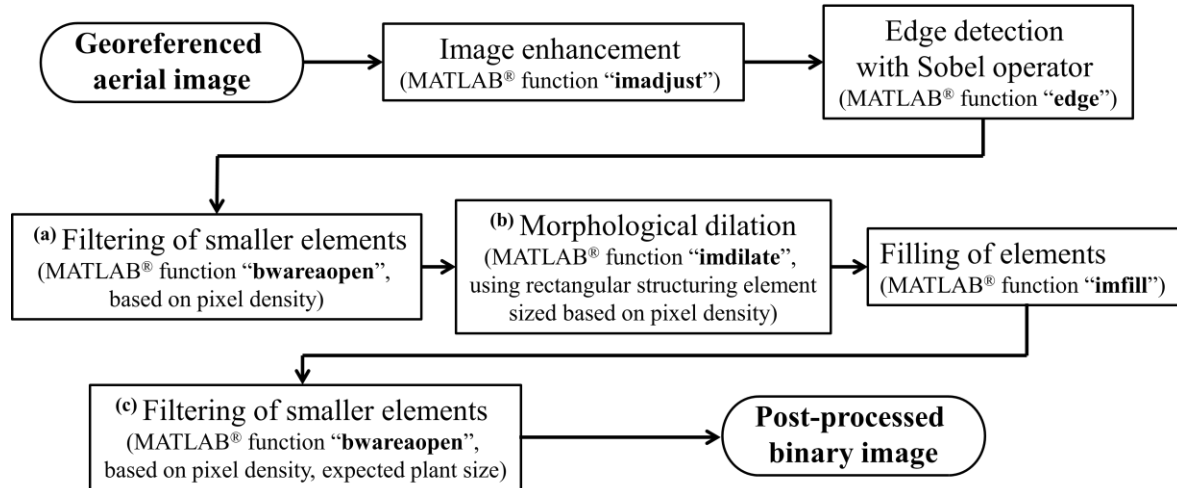 Georeferenced
aerial image
Image enhancement
(MATLAB® function “imadjust”)
Edge detection
with Sobel operator
(MATLAB® function “edge”)
(a) Filtering of smaller elements
(MATLAB® function “bwareaopen”,
based on pixel density)
(b) Morphological dilation
(MATLAB® function “imdilate”,
using rectangular structuring element
sized based on pixel density)
Filling of elements
(MATLAB® function “imfill”)
(c) Filtering of smaller elements
(MATLAB® function “bwareaopen”,
based on pixel density, expected plant size)
Post-processed
binary image